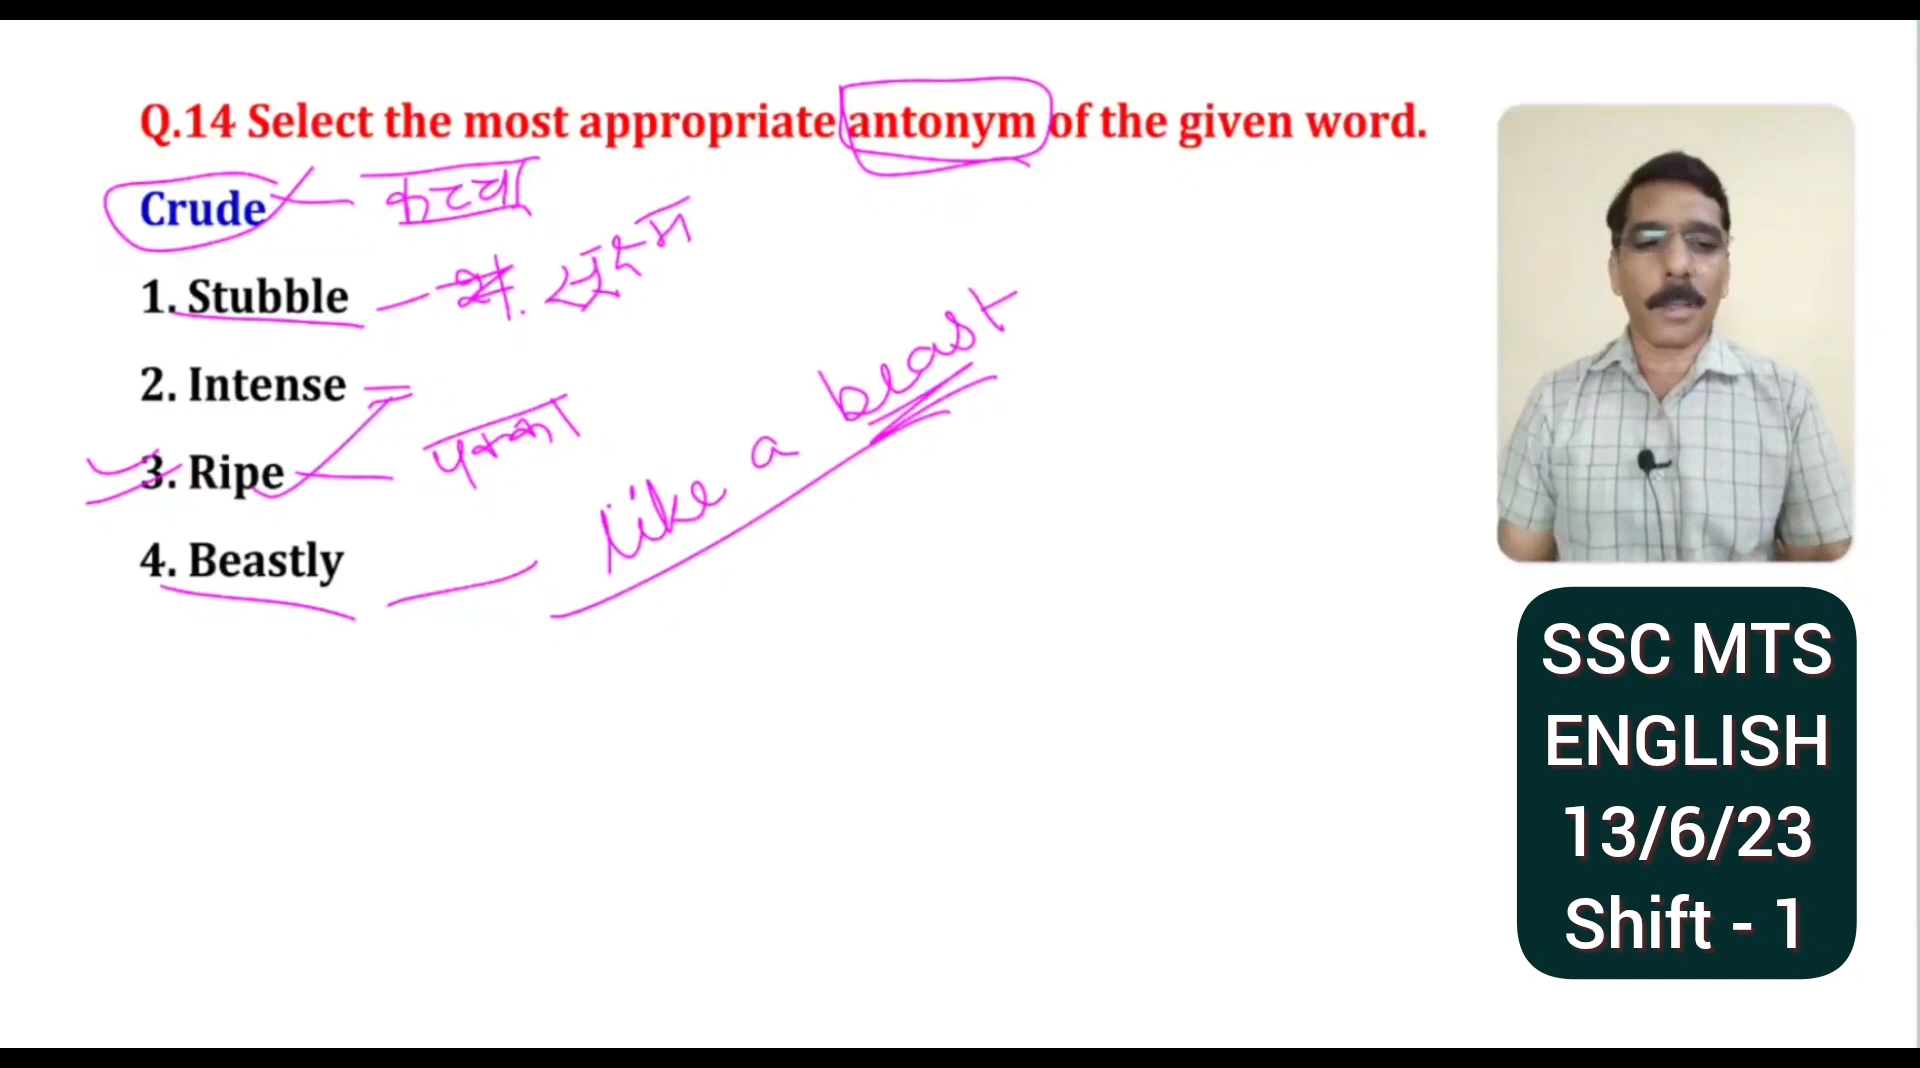 Q.14 Select the most appropriate antonym of the given word.
Crude कच्चा
1. Stubble
2. Intense
3. Ripe पक्का
4. Beastly like a beast
SSC MTS
ENGLISH
13/6/23
Shift - 1